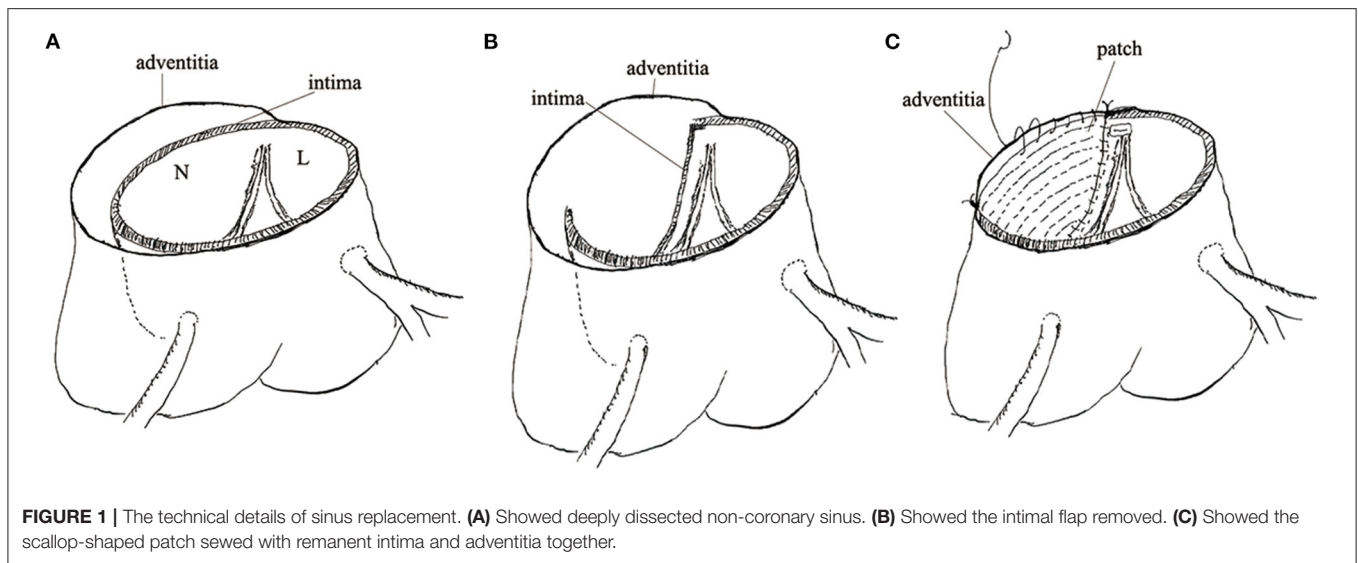 A
adventitia
intima
N
L
B
adventitia
intima
C
patch
adventitia
FIGURE 1 | The technical details of sinus replacement. (A) Showed deeply dissected non-coronary sinus. (B) Showed the intimal flap removed. (C) Showed the
scallop-shaped patch sewed with remanent intima and adventitia together.